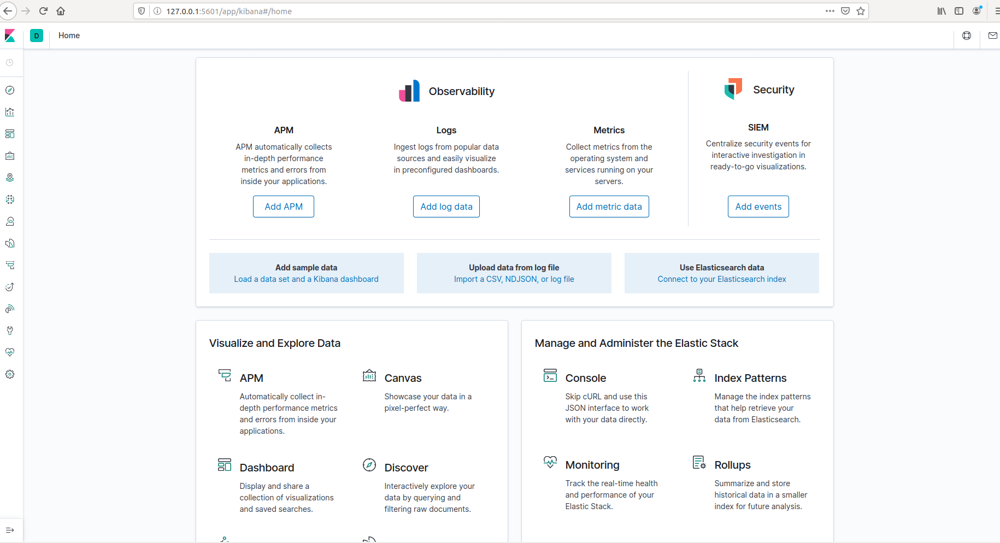 127.0.0.1:5601/app/kibana#/home
D
Home
Observability
Security
APM
APM automatically collects
in-depth performance
metrics and errors from
inside your applications.
Add APM
Logs
Ingest logs from popular data
sources and easily visualize
in preconfigured dashboards.
Add log data
Metrics
Collect metrics from the
operating system and
services running on your
servers.
Add metric data
SIEM
Centralize security events for
interactive investigation in
ready-to-go visualizations.
Add events
Add sample data
Load a data set and a Kibana dashboard
Upload data from log file
Import a CSV, NDJSON, or log file
Use Elasticsearch data
Connect to your Elasticsearch index
Visualize and Explore Data
APM
Automatically collect in-
depth performance metrics
and errors from inside your
applications.
Canvas
Showcase your data in a
pixel-perfect way.
Dashboard
Display and share a
collection of visualizations
and saved searches.
Discover
Interactively explore your
data by querying and
filtering raw documents.
Manage and Administer the Elastic Stack
Console
Skip cURL and use this
JSON interface to work
with your data directly.
Index Patterns
Manage the index patterns
that help retrieve your
data from Elasticsearch.
Monitoring
Track the real-time health
and performance of your
Elastic Stack.
Rollups
Summarize and store
historical data in a smaller
index for future analysis.